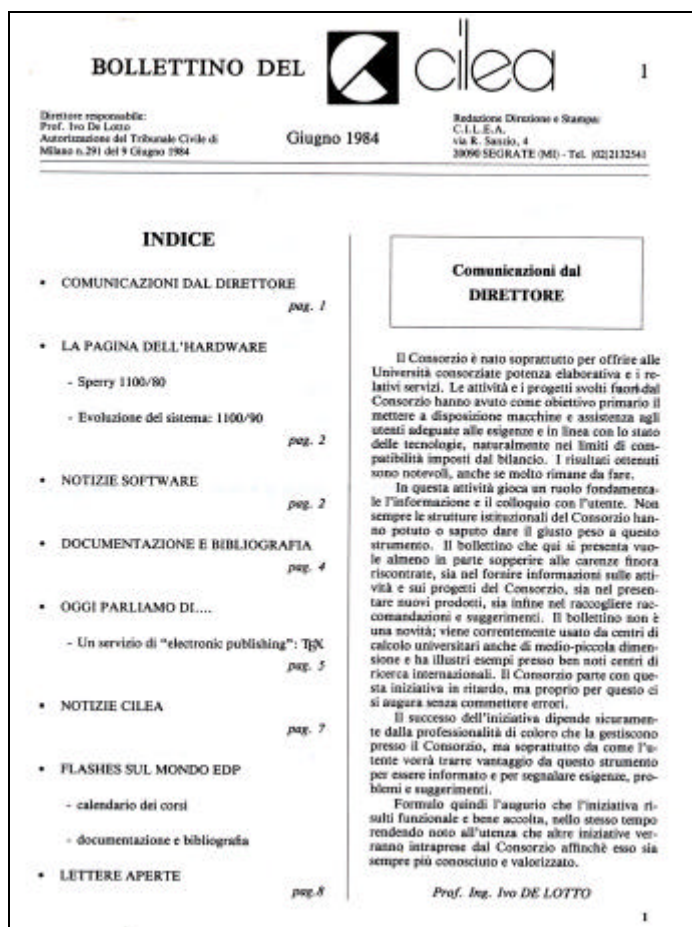 BOLLETTINO DEL cilea 1
Direttore responsabile:
Prof. Ivo De Lotto
Autorizzazione del Tribunale Civile di
Milano n.291 del 9 Giugno 1984
Giugno 1984
Redazione Direzione e Stampa:
C.I.L.E.A.
via R. Sanzio, 4
20090 SEGRATE (MI) - Tel. (02)2132541
INDICE
• COMUNICAZIONI DAL DIRETTORE
pag. 1
• LA PAGINA DELL'HARDWARE
- Sperry 1100/80
- Evoluzione del sistema: 1100/90
pag. 2
• NOTIZIE SOFTWARE
pag. 2
• DOCUMENTAZIONE E BIBLIOGRAFIA
pag. 4
• OGGI PARLIAMO DI....
- Un servizio di "electronic publishing": TEX
pag. 5
• NOTIZIE CILEA
pag. 7
• FLASHES SUL MONDO EDP
- calendario dei corsi
- documentazione e bibliografia
• LETTERE APERTE
pag.8
Comunicazioni dal
DIRETTORE
Il Consorzio è nato soprattutto per offrire alle
Università consorziate potenza elaborativa e i re-
lativi servizi. Le attività e i progetti svolti fuori dal
Consorzio hanno avuto come obiettivo primario il
mettere a disposizione macchine e assistenza agli
utenti adeguate alle esigenze e in linea con lo stato
delle tecnologie, naturalmente nei limiti di com-
patibilità imposti dal bilancio. I risultati ottenuti
sono notevoli, anche se molto rimane da fare.
In questa attività gioca un ruolo fondamenta-
le l'informazione e il colloquio con l'utente. Non
sempre le strutture istituzionali del Consorzio han-
no potuto o saputo dare il giusto peso a questo
strumento. Il bollettino che qui si presenta vuo-
le almeno in parte sopperire alle carenze finora
riscontrate, sia nel fornire informazioni sulle atti-
vità e sui progetti del Consorzio, sia nel presen-
tare nuovi prodotti, sia infine nel raccogliere rac-
comandazioni e suggerimenti. Il bollettino non è
una novità; viene correntemente usato da centri di
calcolo universitari anche di medio-piccola dimen-
sione e ha illustri esempi presso ben noti centri di
ricerca internazionali. Il Consorzio parte con que-
sta iniziativa in ritardo, ma proprio per questo ci
si augura senza commettere errori.
Il successo dell'iniziativa dipende sicuramen-
te dalla professionalità di coloro che la gestiscono
presso il Consorzio, ma soprattutto da come l'u-
tente vorrà trarre vantaggio da questo strumento
per essere informato e per segnalare esigenze, pro-
blemi e suggerimenti.
Formulo quindi l'augurio che l'iniziativa ri-
sulti funzionale e bene accolta, nello stesso tempo
rendendo noto all'utenza che altre iniziative ver-
ranno intraprese dal Consorzio affinchè esso sia
sempre più conosciuto e valorizzato.
Prof. Ing. Ivo DE LOTTO
1